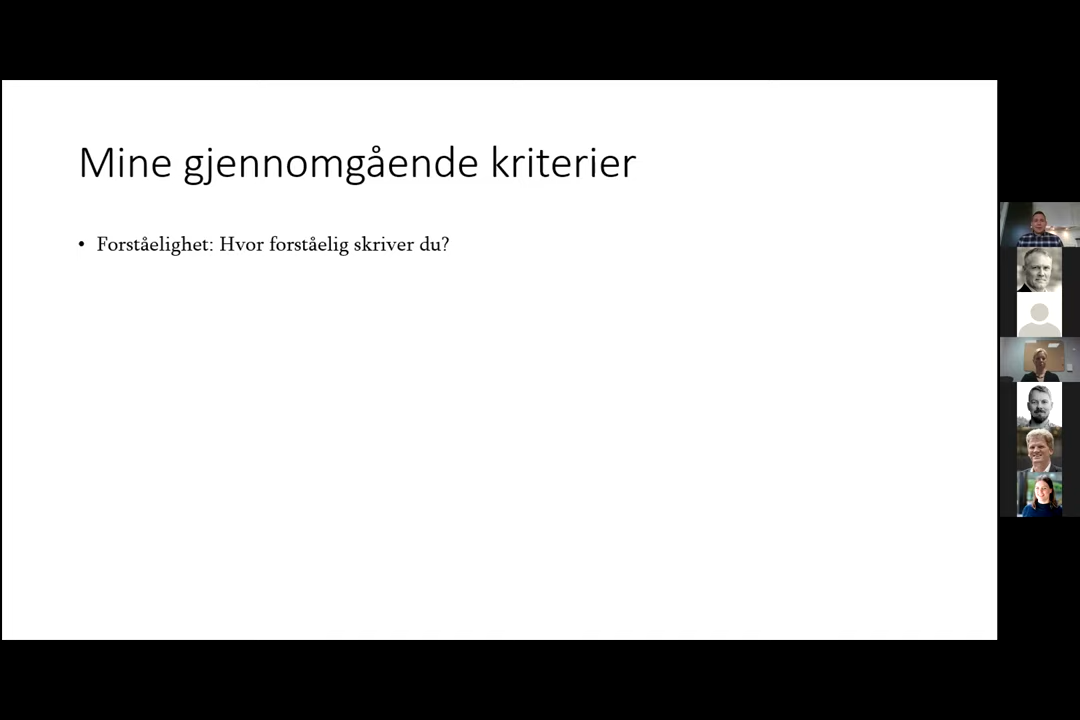 Mine gjennomgående kriterier
• Forståelighet: Hvor forståelig skriver du?